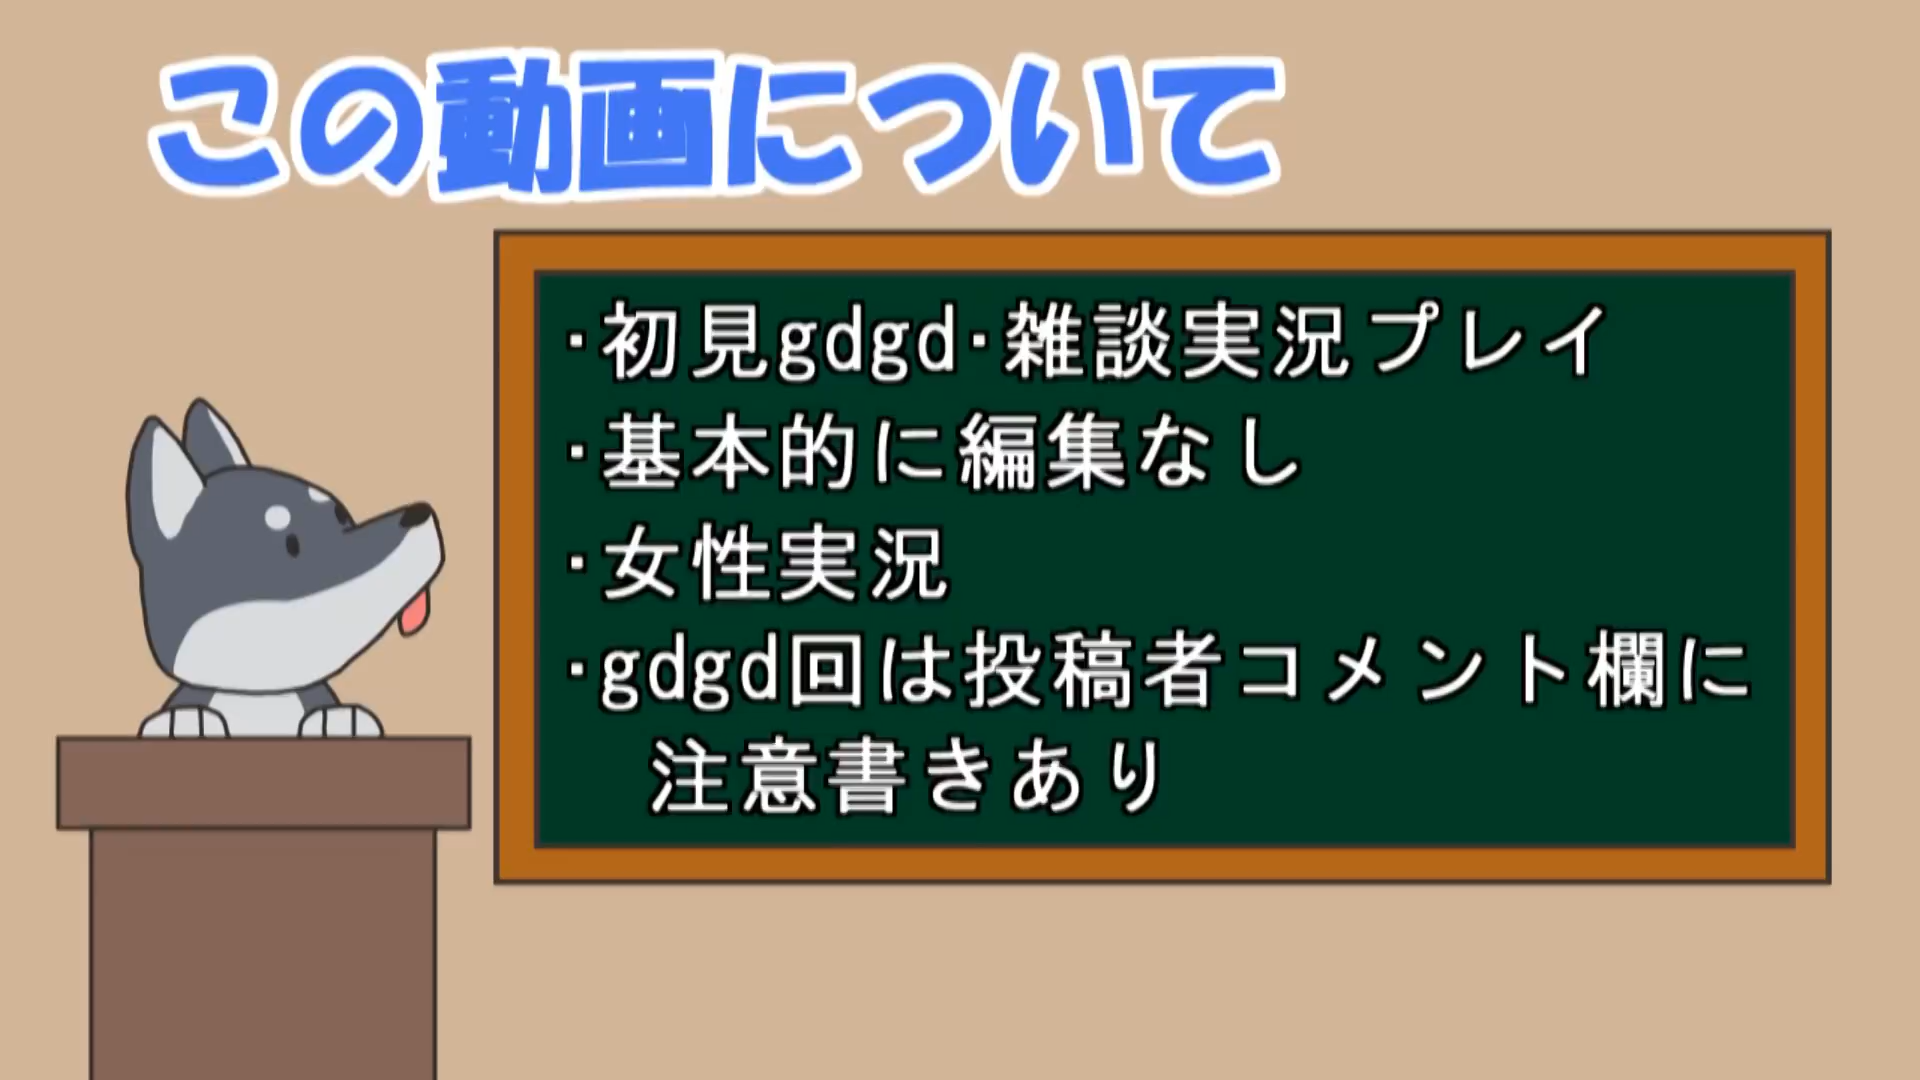 この動画について
・初見gdgd・雑談実況プレイ
・基本的に編集なし
・女性実況
・gdgd回は投稿者コメント欄に
注意書きあり